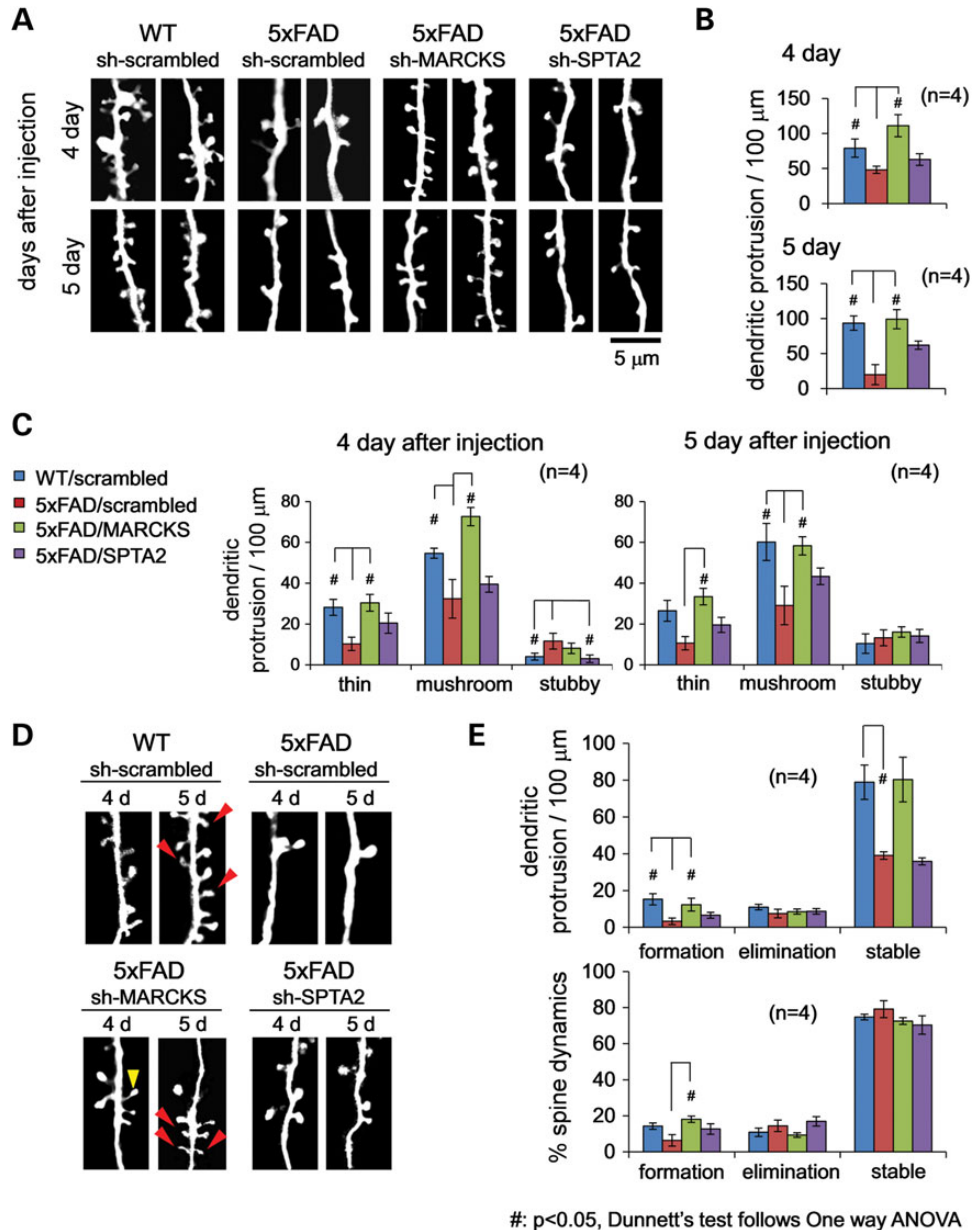 A
WT
sh-scrambled
5xFAD
sh-scrambled
5xFAD
sh-MARCKS
5xFAD
sh-SPTA2
days after injection
4 day
5 day
5 μm
B
4 day
(n=4)
150
100
50
0
5 day
(n=4)
150
100
50
0
dendritic protrusion / 100 μm
# #
# #
C
WT/scrambled
5xFAD/scrambled
5xFAD/MARCKS
5xFAD/SPTA2
4 day after injection
(n=4)
dendritic
protrusion / 100 μm
80
60
40
20
0
# # # # # #
thin mushroom stubby
5 day after injection
(n=4)
80
60
40
20
0
# # #
thin mushroom stubby
D
WT
sh-scrambled
4 d 5 d
5xFAD
sh-scrambled
4 d 5 d
5xFAD
sh-MARCKS
4 d 5 d
5xFAD
sh-SPTA2
4 d 5 d
E
dendritic
protrusion / 100 μm
100
80
60
40
20
0
(n=4)
# # #
formation elimination stable
% spine dynamics
100
80
60
40
20
0
(n=4)
#
formation elimination stable
#: p<0.05, Dunnett's test follows One way ANOVA